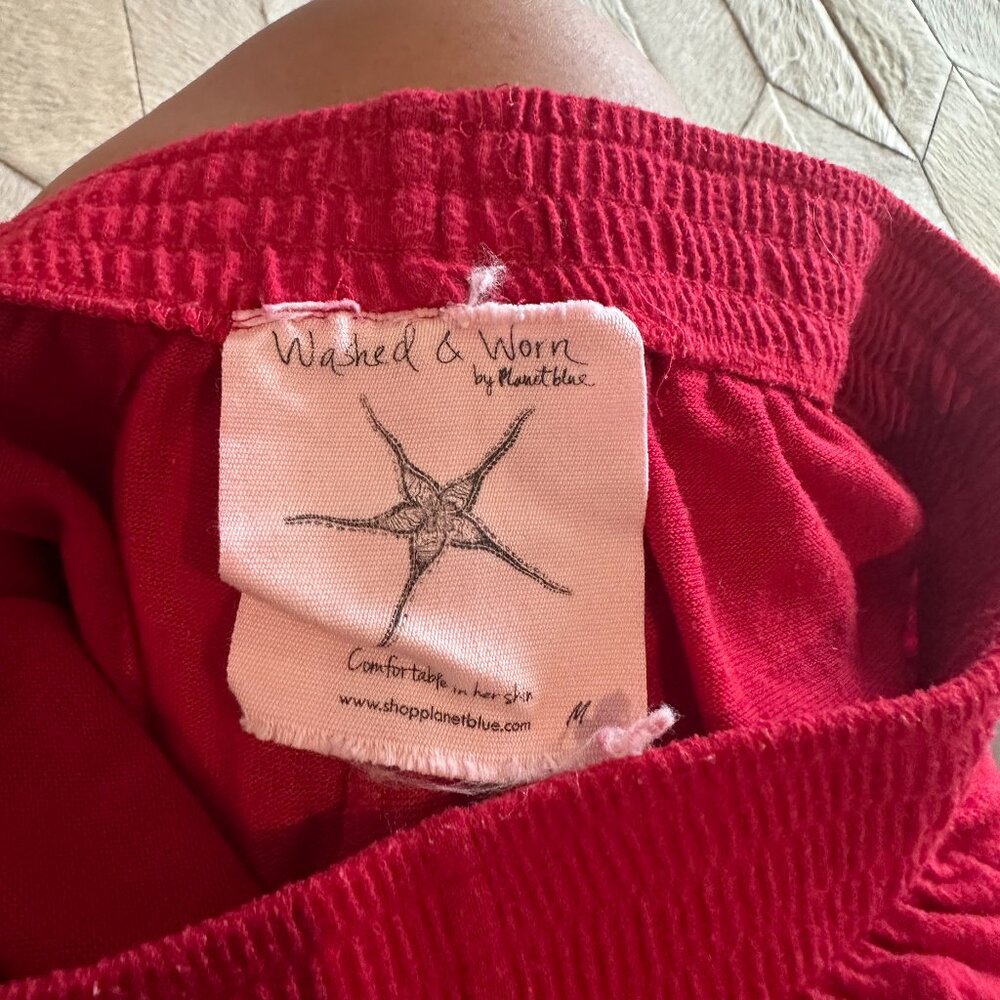 Washed & Worn
by Planet blue
Comfortable in her skin
www.shopplanetblue.com
M